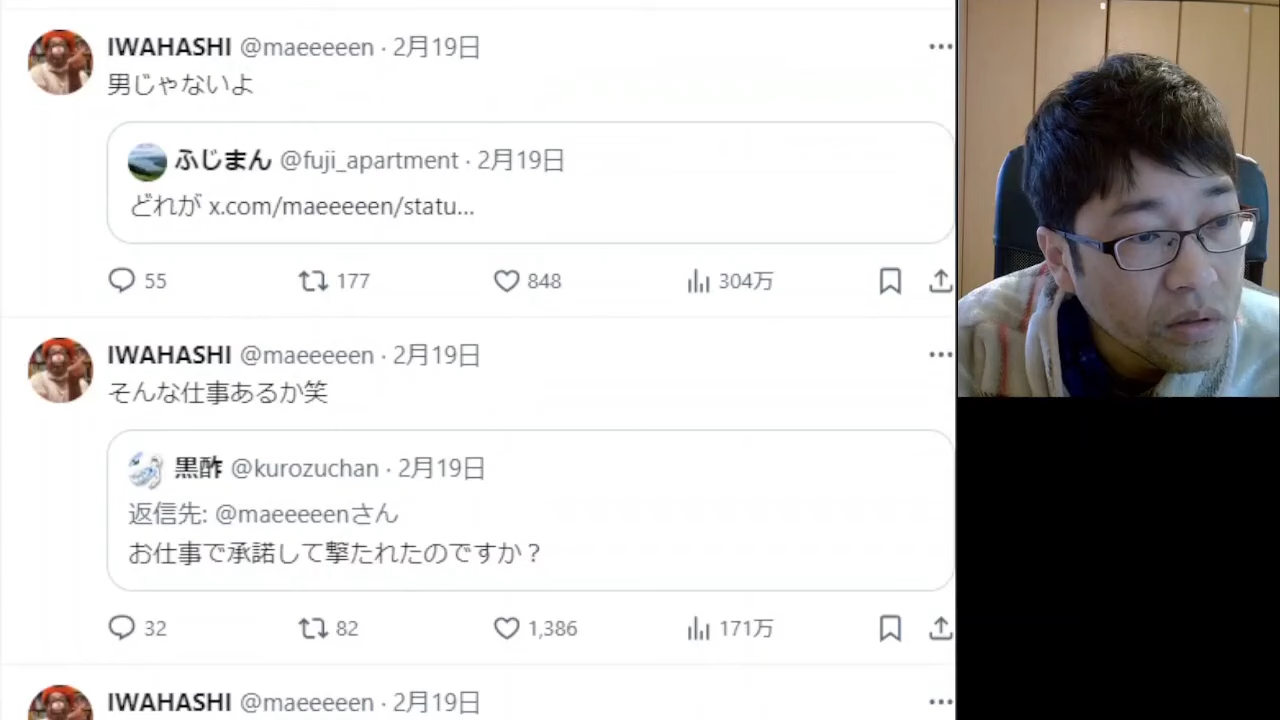 IWAHASHI @maeeeeen · 2月19日
男じゃないよ
ふじまん @fuji_apartment · 2月19日
どれが x.com/maeeeeen/statu...
55 177 848 304万
IWAHASHI @maeeeeen · 2月19日
そんな仕事あるか笑
黒酢 @kurozuchan · 2月19日
返信先: @maeeeeenさん
お仕事で承諾して撃たれたのですか？
32 82 1,386 171万
IWAHASHI @maeeeeen · 2月19日